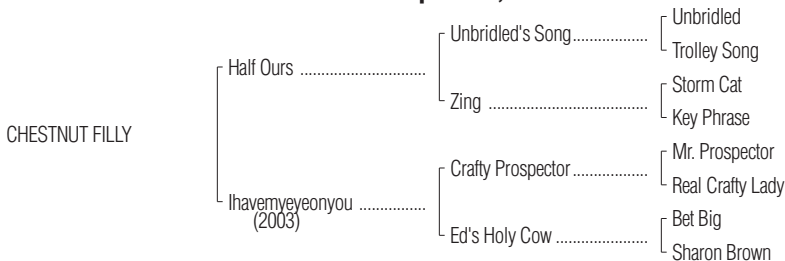 Unbridled
Unbridled's Song..................
Trolley Song
Half Ours ..............................
Storm Cat
Zing ......................................
Key Phrase
CHESTNUT FILLY
Mr. Prospector
Crafty Prospector..................
Real Crafty Lady
Ihavemyeyeonyou ................
(2003)
Bet Big
Ed's Holy Cow ......................
Sharon Brown